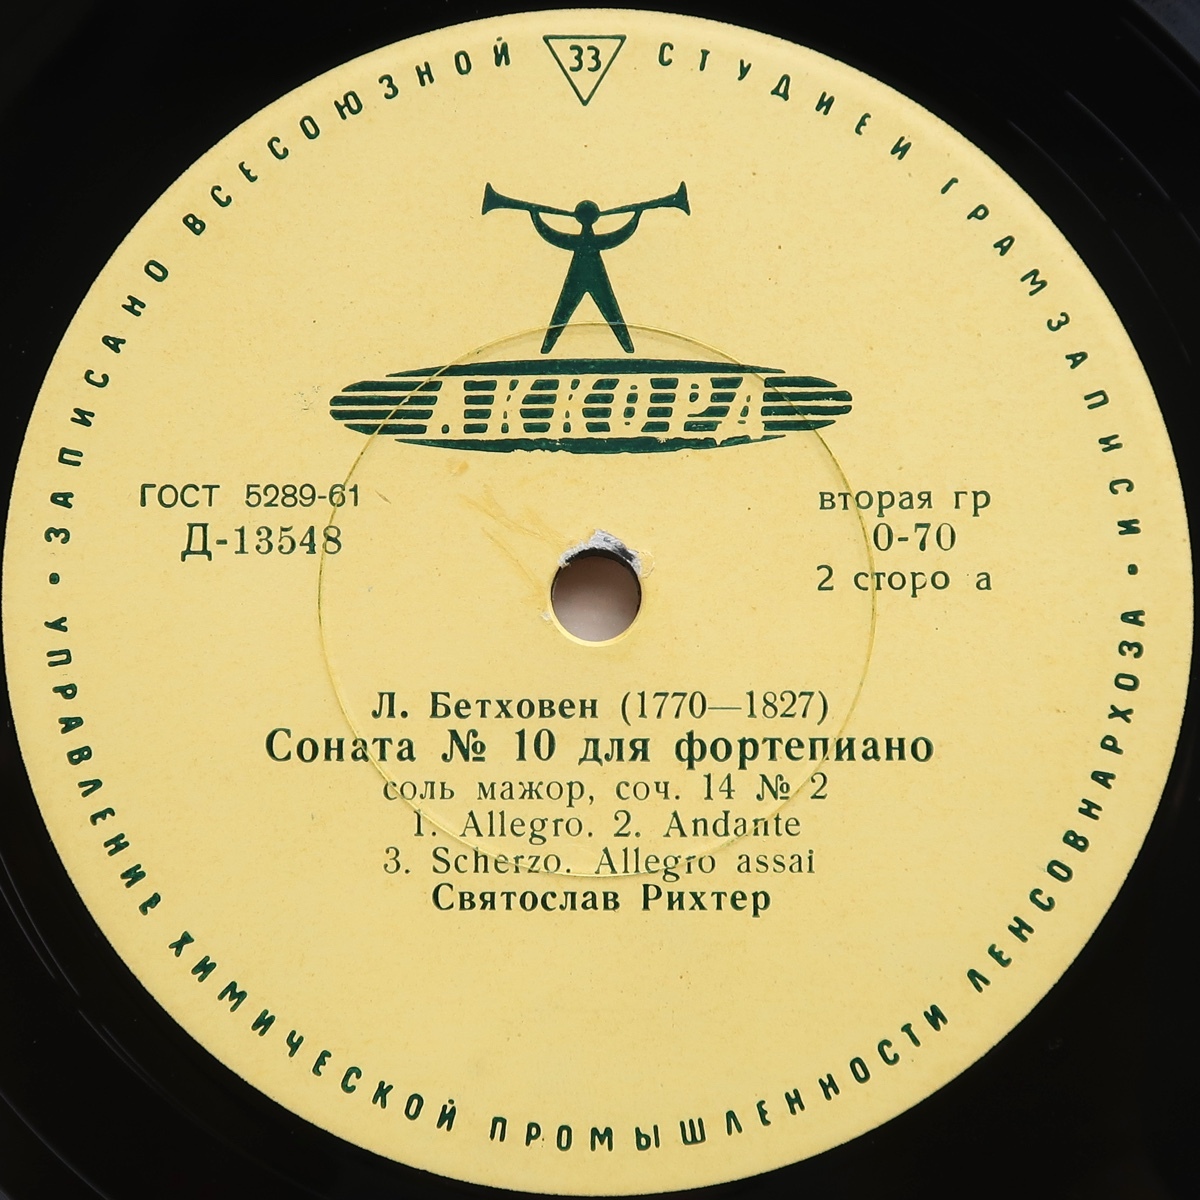 ЗАПИСАНО ВСЕСОЮЗНОЙ СТУДИЕЙ ГРАМЗАПИСИ •
33
АККОРД
ГОСТ 5289-61
Д-13548
вторая гр
0-70
2 сторо а
Л. Бетховен (1770—1827)
Соната № 10 для фортепиано
соль мажор, соч. 14 № 2
1. Allegro. 2. Andante
3. Scherzo. Allegro assai
Святослав Рихтер
УПРАВЛЕНИЕ ХИМИЧЕСКОЙ ПРОМЫШЛЕННОСТИ ЛЕНСОВНАРХОЗА •